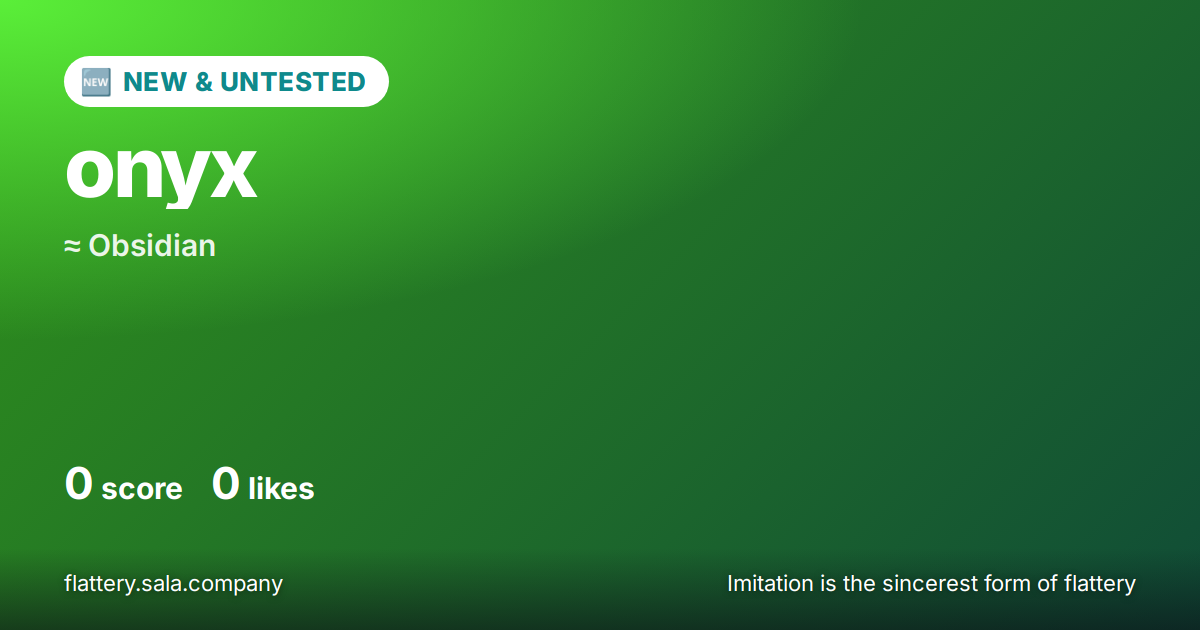 🆕 NEW & UNTESTED
onyx
≈ Obsidian
0 score 0 likes
flattery.sala.company
Imitation is the sincerest form of flattery